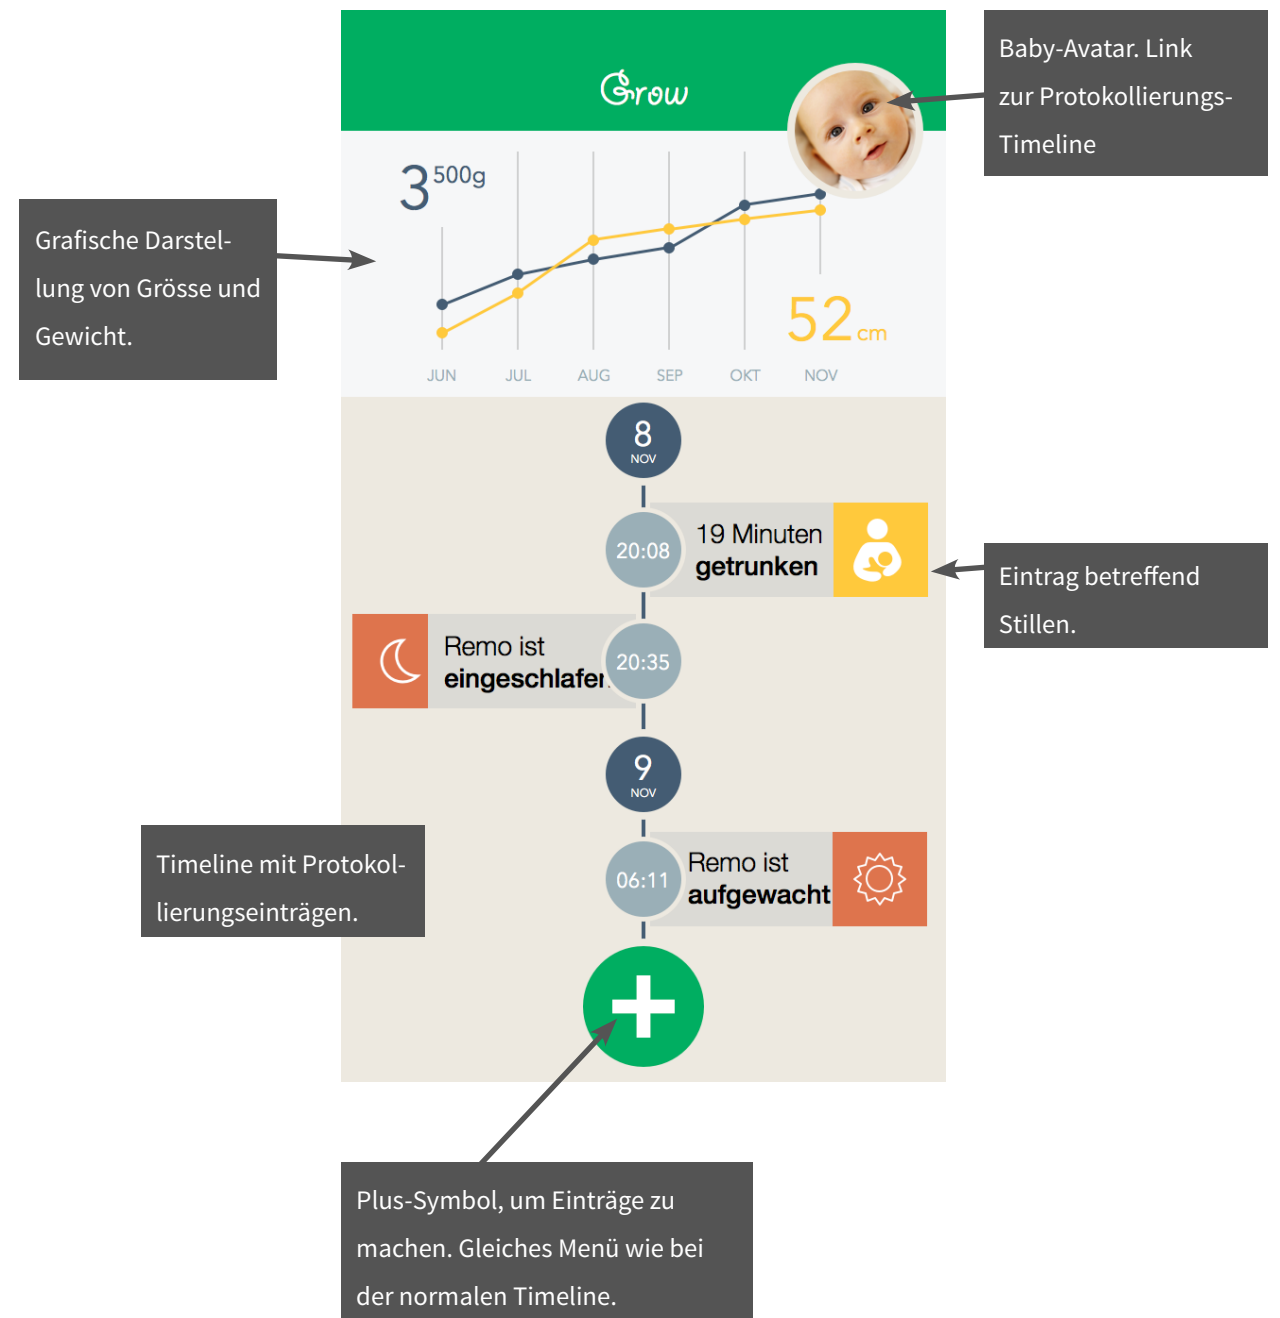 Grow
Baby-Avatar. Link
zur Protokollierungs-
Timeline
3 500g
Grafische Darstel-
lung von Grösse und
Gewicht.
52 cm
JUN JUL AUG SEP OKT NOV
8
NOV
20:08
19 Minuten
getrunken
Eintrag betreffend
Stillen.
Remo ist
eingeschlafen
20:35
9
NOV
Timeline mit Protokol-
lierungseinträgen.
06:11
Remo ist
aufgewacht
Plus-Symbol, um Einträge zu
machen. Gleiches Menü wie bei
der normalen Timeline.